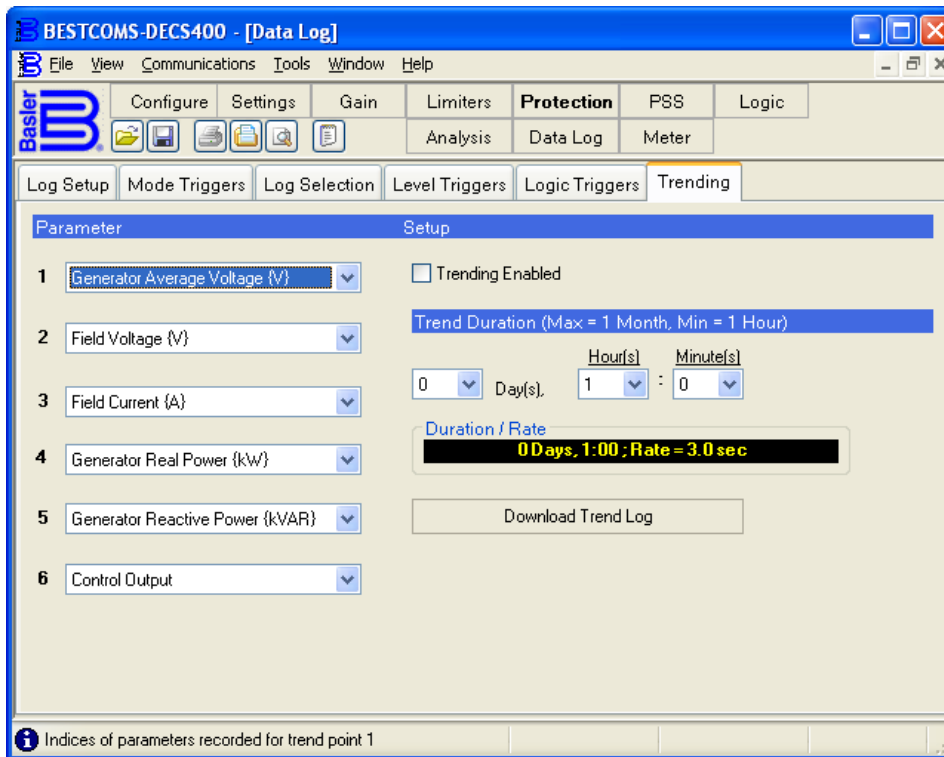 BESTCOMS-DECS400 - [Data Log]
File View Communications Tools Window Help
Basler
Configure Settings Gain Limiters Protection PSS Logic
Analysis Data Log Meter
Log Setup Mode Triggers Log Selection Level Triggers Logic Triggers Trending
Parameter Setup
1 Generator Average Voltage {V}
Trending Enabled
2 Field Voltage {V}
Trend Duration (Max = 1 Month, Min = 1 Hour)
Hour(s) Minute(s)
0 Day(s), 1 : 0
3 Field Current {A}
Duration / Rate
0 Days, 1:00 ; Rate = 3.0 sec
4 Generator Real Power {kW}
5 Generator Reactive Power {kVAR}
Download Trend Log
6 Control Output
Indices of parameters recorded for trend point 1